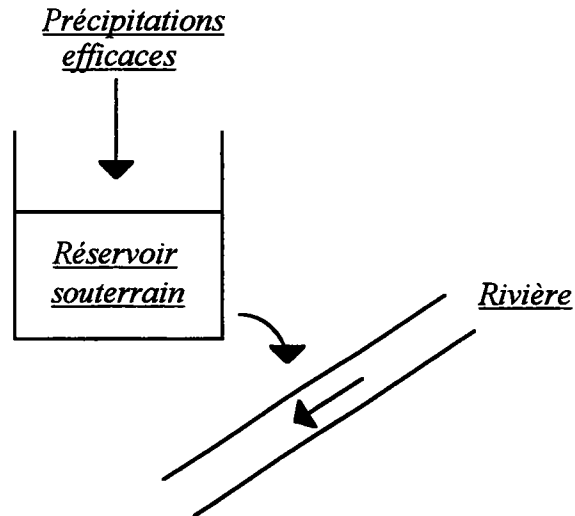 Précipitations
efficaces
Réservoir
souterrain
Rivière